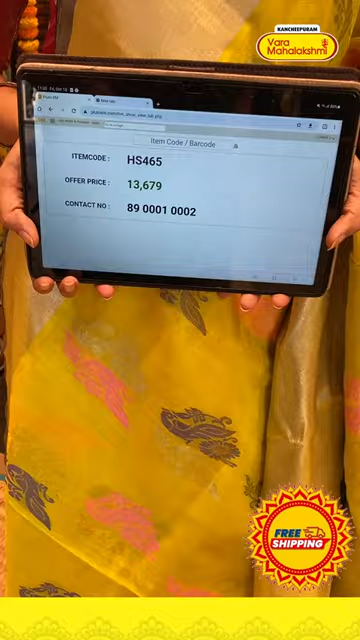 KANCHEEPURAM
Vara
Mahalakshmi
Item Code / Barcode
ITEMCODE : HS465
OFFER PRICE : 13,679
CONTACT NO : 89 0001 0002
FREE
SHIPPING